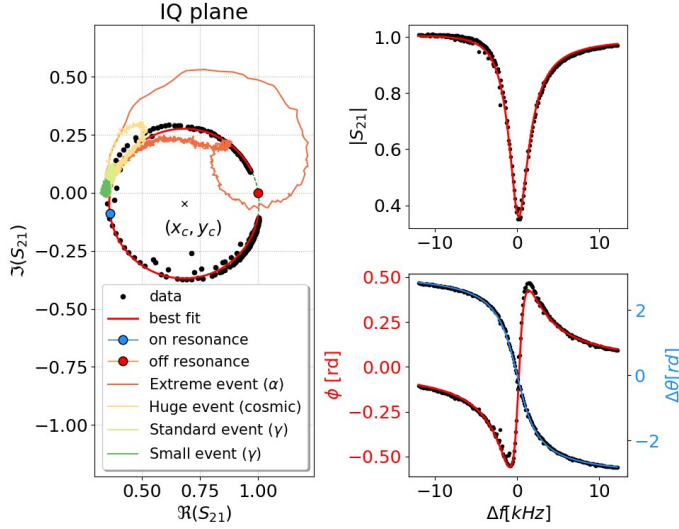 IQ plane
0.50
0.25
0.00
−0.25
−0.50
−0.75
−1.00
ℑ(S21)
(xc, yc)
data
best fit
on resonance
off resonance
Extreme event (α)
Huge event (cosmic)
Standard event (γ)
Small event (γ)
0.50 0.75 1.00
ℜ(S21)
1.0
0.8
0.6
0.4
|S21|
−10 0 10
0.50
0.25
0.00
−0.25
−0.50
ϕ [rd]
2
0
−2
Δθ[rd]
−10 0 10
Δf[kHz]